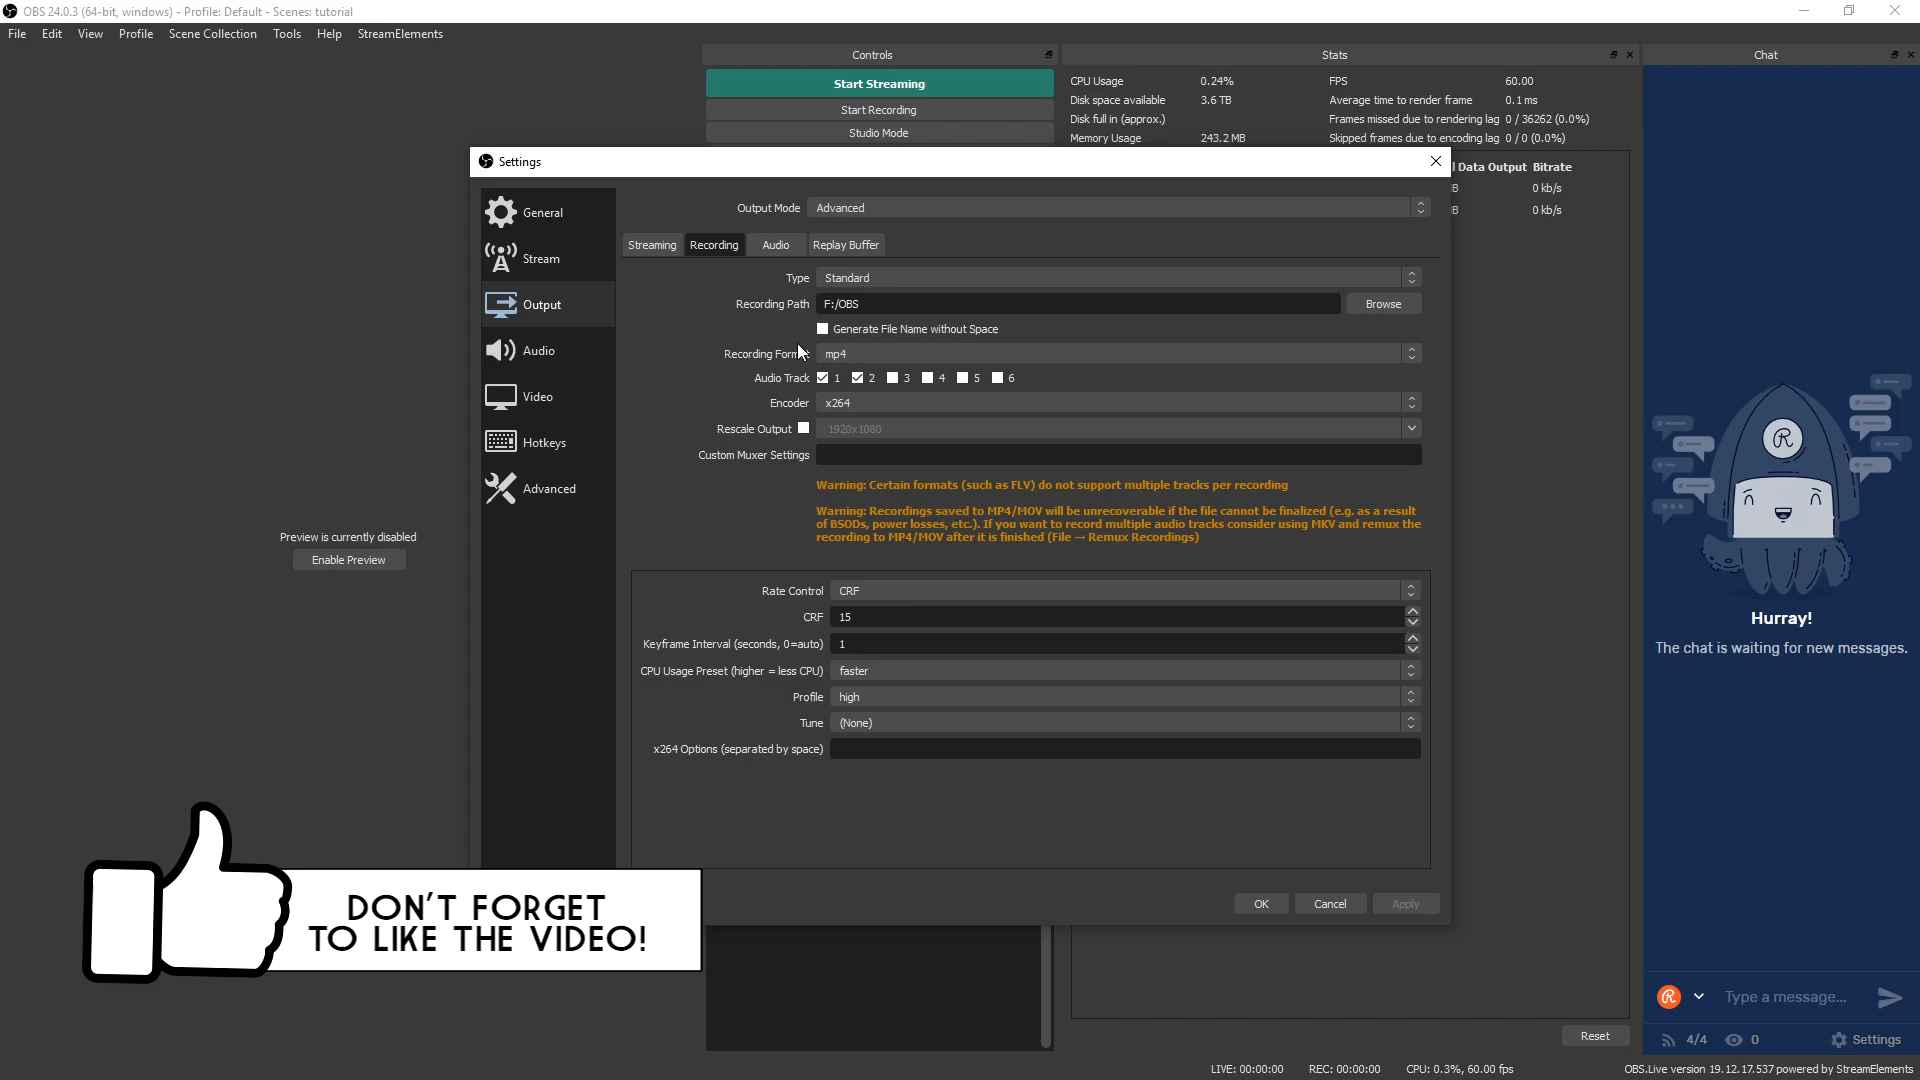 OBS 24.0.3 (64-bit, windows) - Profile: Default - Scenes: tutorial
File Edit View Profile Scene Collection Tools Help StreamElements
Controls
Start Streaming
Start Recording
Studio Mode
Stats
CPU Usage 0.24% FPS 60.00
Disk space available 3.6 TB Average time to render frame 0.1 ms
Disk full in (approx.) Frames missed due to rendering lag 0 / 36262 (0.0%)
Memory Usage 243.2 MB Skipped frames due to encoding lag 0 / 0 (0.0%)
l Data Output Bitrate
B 0 kb/s
B 0 kb/s
Chat
Settings
General
Stream
Output
Audio
Video
Hotkeys
Advanced
Output Mode Advanced
Streaming Recording Audio Replay Buffer
Type Standard
Recording Path F:/OBS Browse
Generate File Name without Space
Recording Format mp4
Audio Track 1 2 3 4 5 6
Encoder x264
Rescale Output 1920x1080
Custom Muxer Settings
Warning: Certain formats (such as FLV) do not support multiple tracks per recording
Warning: Recordings saved to MP4/MOV will be unrecoverable if the file cannot be finalized (e.g. as a result
of BSODs, power losses, etc.). If you want to record multiple audio tracks consider using MKV and remux the
recording to MP4/MOV after it is finished (File → Remux Recordings)
Rate Control CRF
CRF 15
Keyframe Interval (seconds, 0=auto) 1
CPU Usage Preset (higher = less CPU) faster
Profile high
Tune (None)
x264 Options (separated by space)
OK Cancel Apply
Preview is currently disabled
Enable Preview
DON'T FORGET
TO LIKE THE VIDEO!
Hurray!
The chat is waiting for new messages.
Type a message...
4/4 0 Settings
Reset
LIVE: 00:00:00 REC: 00:00:00 CPU: 0.3%, 60.00 fps OBS.Live version 19.12.17.537 powered by StreamElements